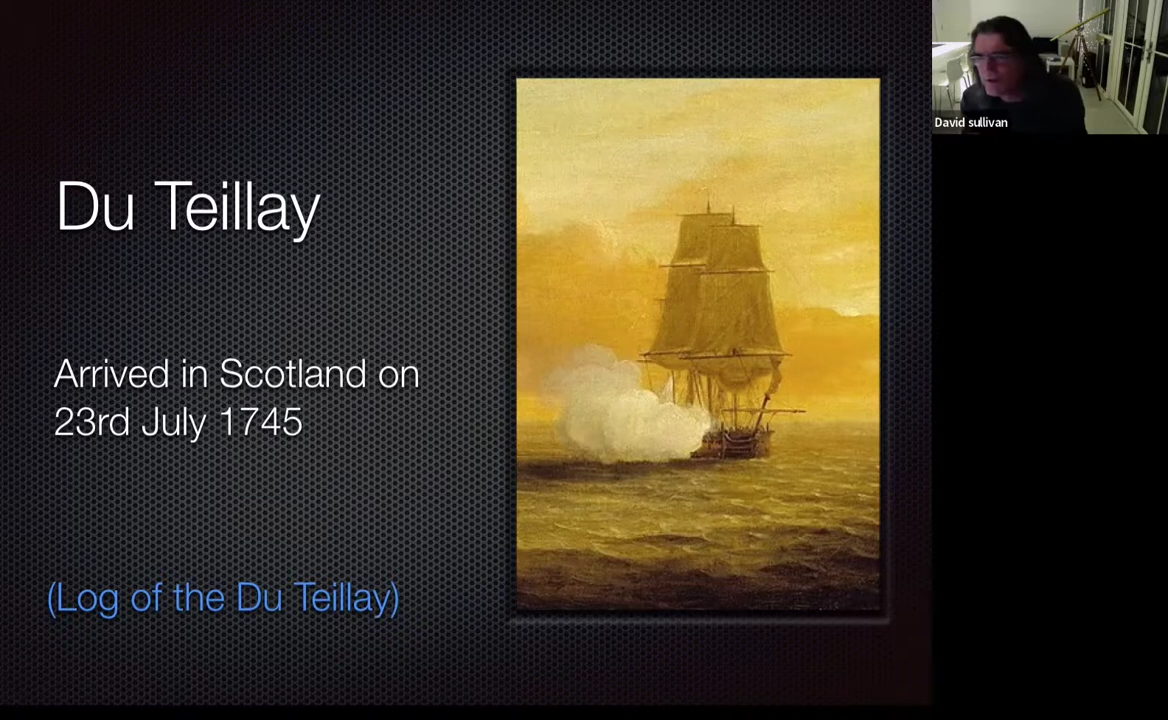 Du Teillay
Arrived in Scotland on
23rd July 1745
(Log of the Du Teillay)
David sullivan